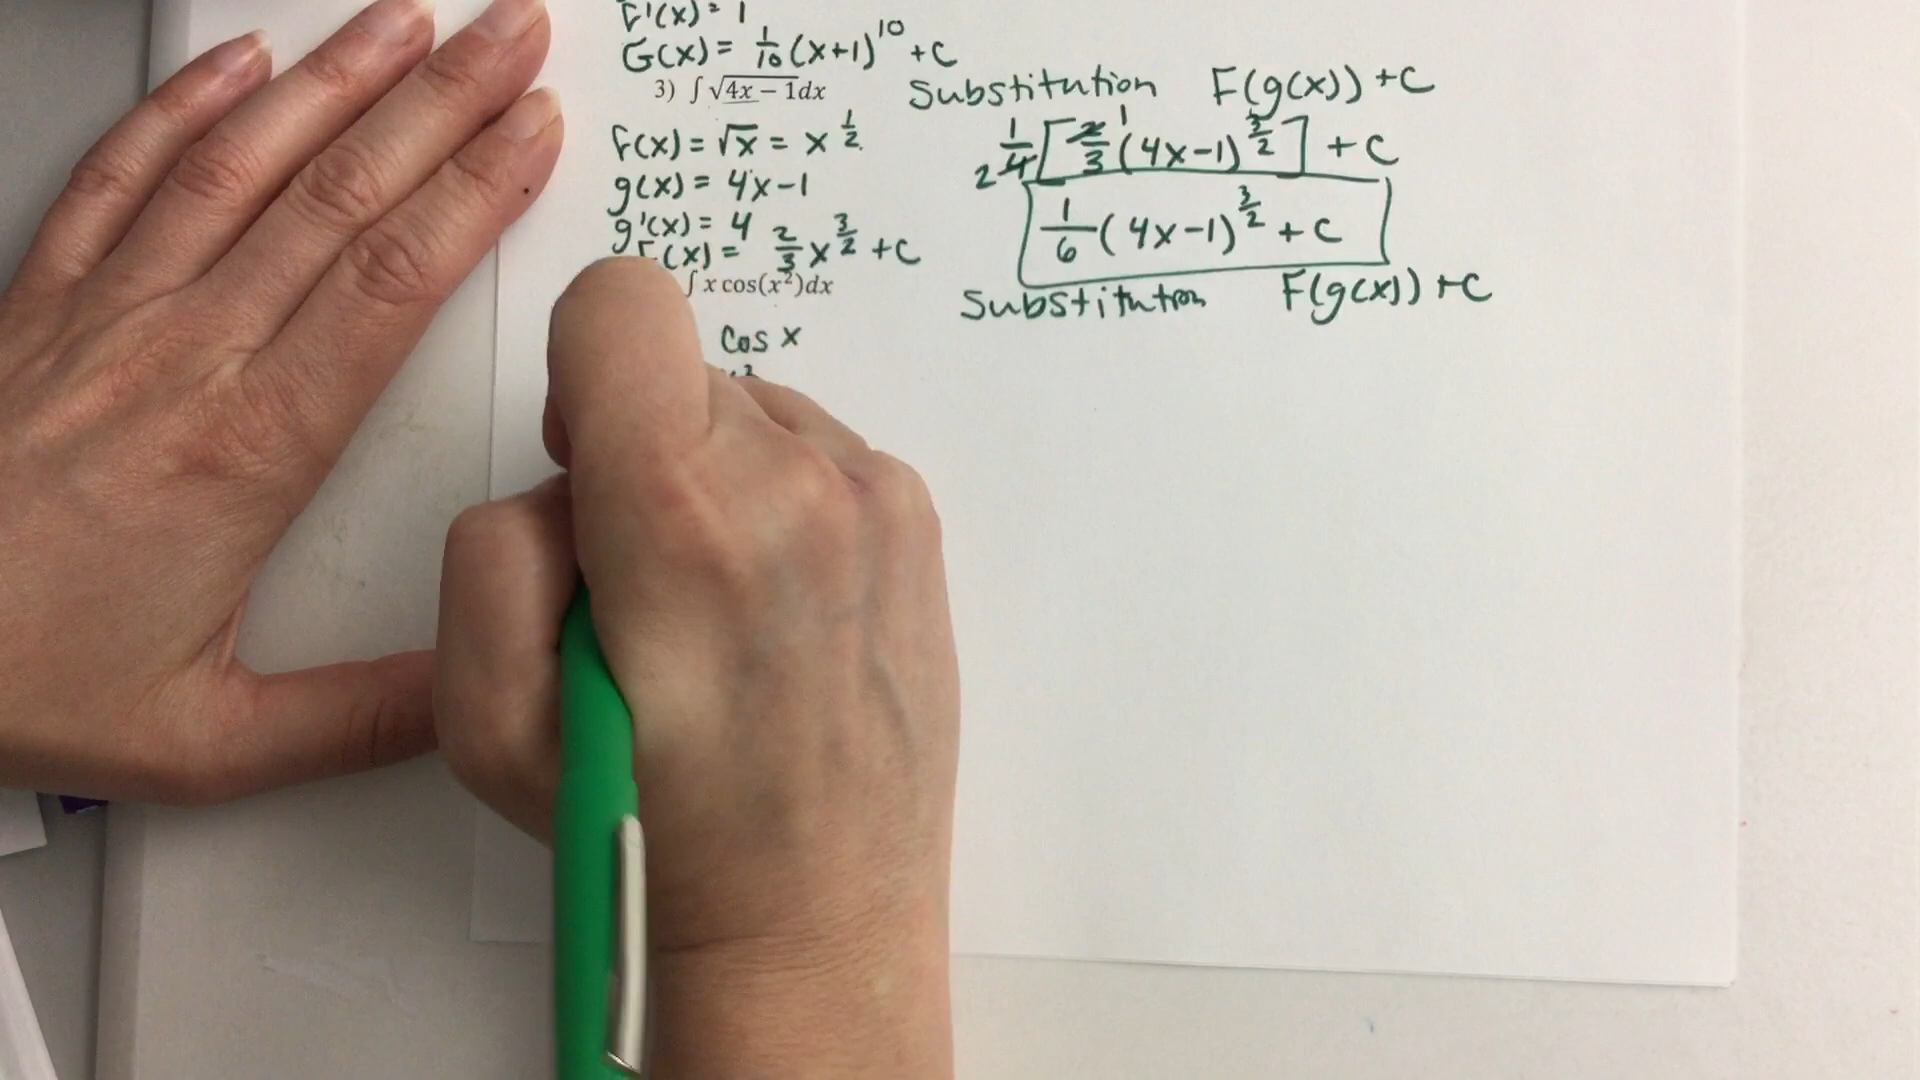 F'(x) = 1
G(x) = 1/10 (x+1)^10 + C
3) ∫ √(4x − 1)dx
Substitution F(g(x)) + C
f(x) = √x = x^(1/2)
g(x) = 4x−1
g'(x) = 4
F(x) = 2/3 x^(3/2) + C
1/4 [2/3 (4x−1)^(3/2)] + C
2 1
1/6 (4x−1)^(3/2) + C
∫ x cos(x²)dx
Substitution F(g(x)) + C
cos x